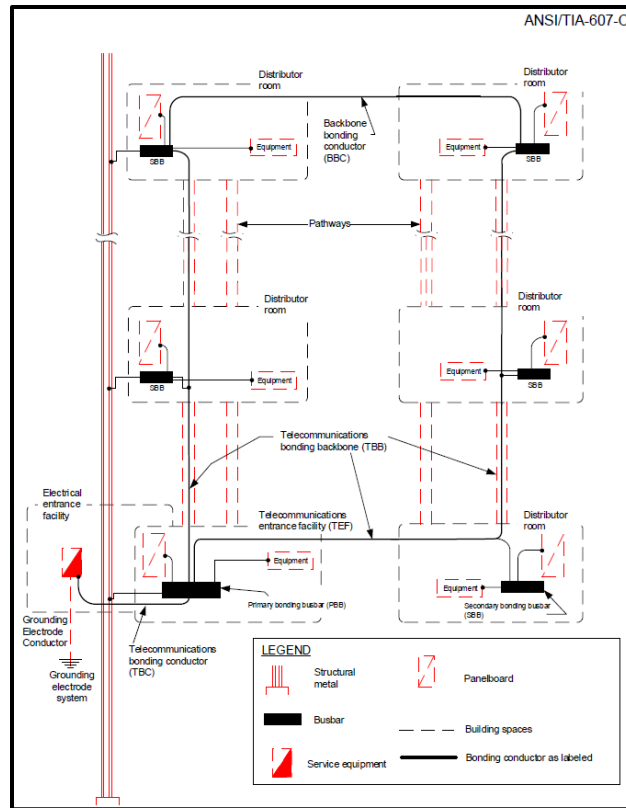 ANSI/TIA-607-C
Distributor
room
Distributor
room
Backbone
bonding
conductor
(BBC)
Equipment
Equipment
SBB
SBB
Pathways
Distributor
room
Distributor
room
Equipment
Equipment
SBB
SBB
Telecommunications
bonding backbone (TBB)
Electrical
entrance
facility
Telecommunications
entrance facility (TEF)
Distributor
room
Equipment
Equipment
Primary bonding busbar (PBB)
Secondary bonding busbar
(SBB)
Grounding
Electrode
Conductor
Grounding
electrode
system
Telecommunications
bonding conductor
(TBC)
LEGEND
Structural
metal
Panelboard
Busbar
Building spaces
Service equipment
Bonding conductor as labeled